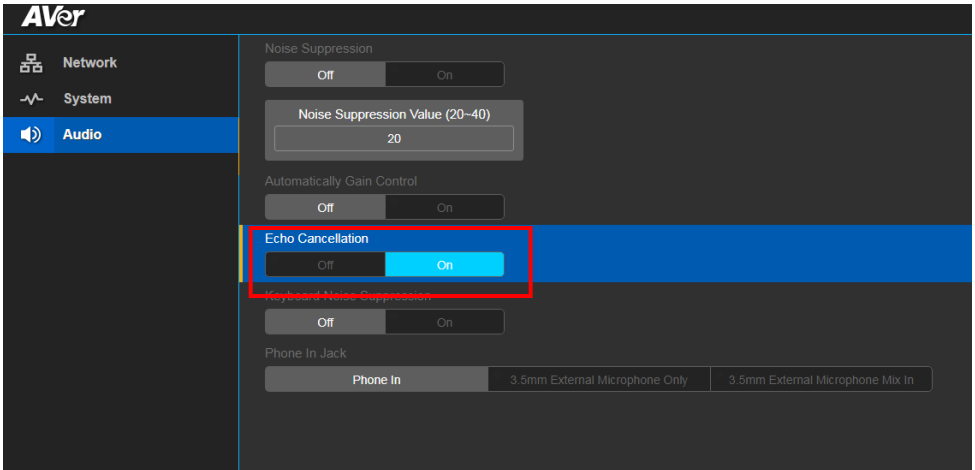 AVer
Network
System
Audio
Noise Suppression
Off On
Noise Suppression Value (20~40)
20
Automatically Gain Control
Off On
Echo Cancellation
Off On
Keyboard Noise Suppression
Off On
Phone In Jack
Phone In 3.5mm External Microphone Only 3.5mm External Microphone Mix In